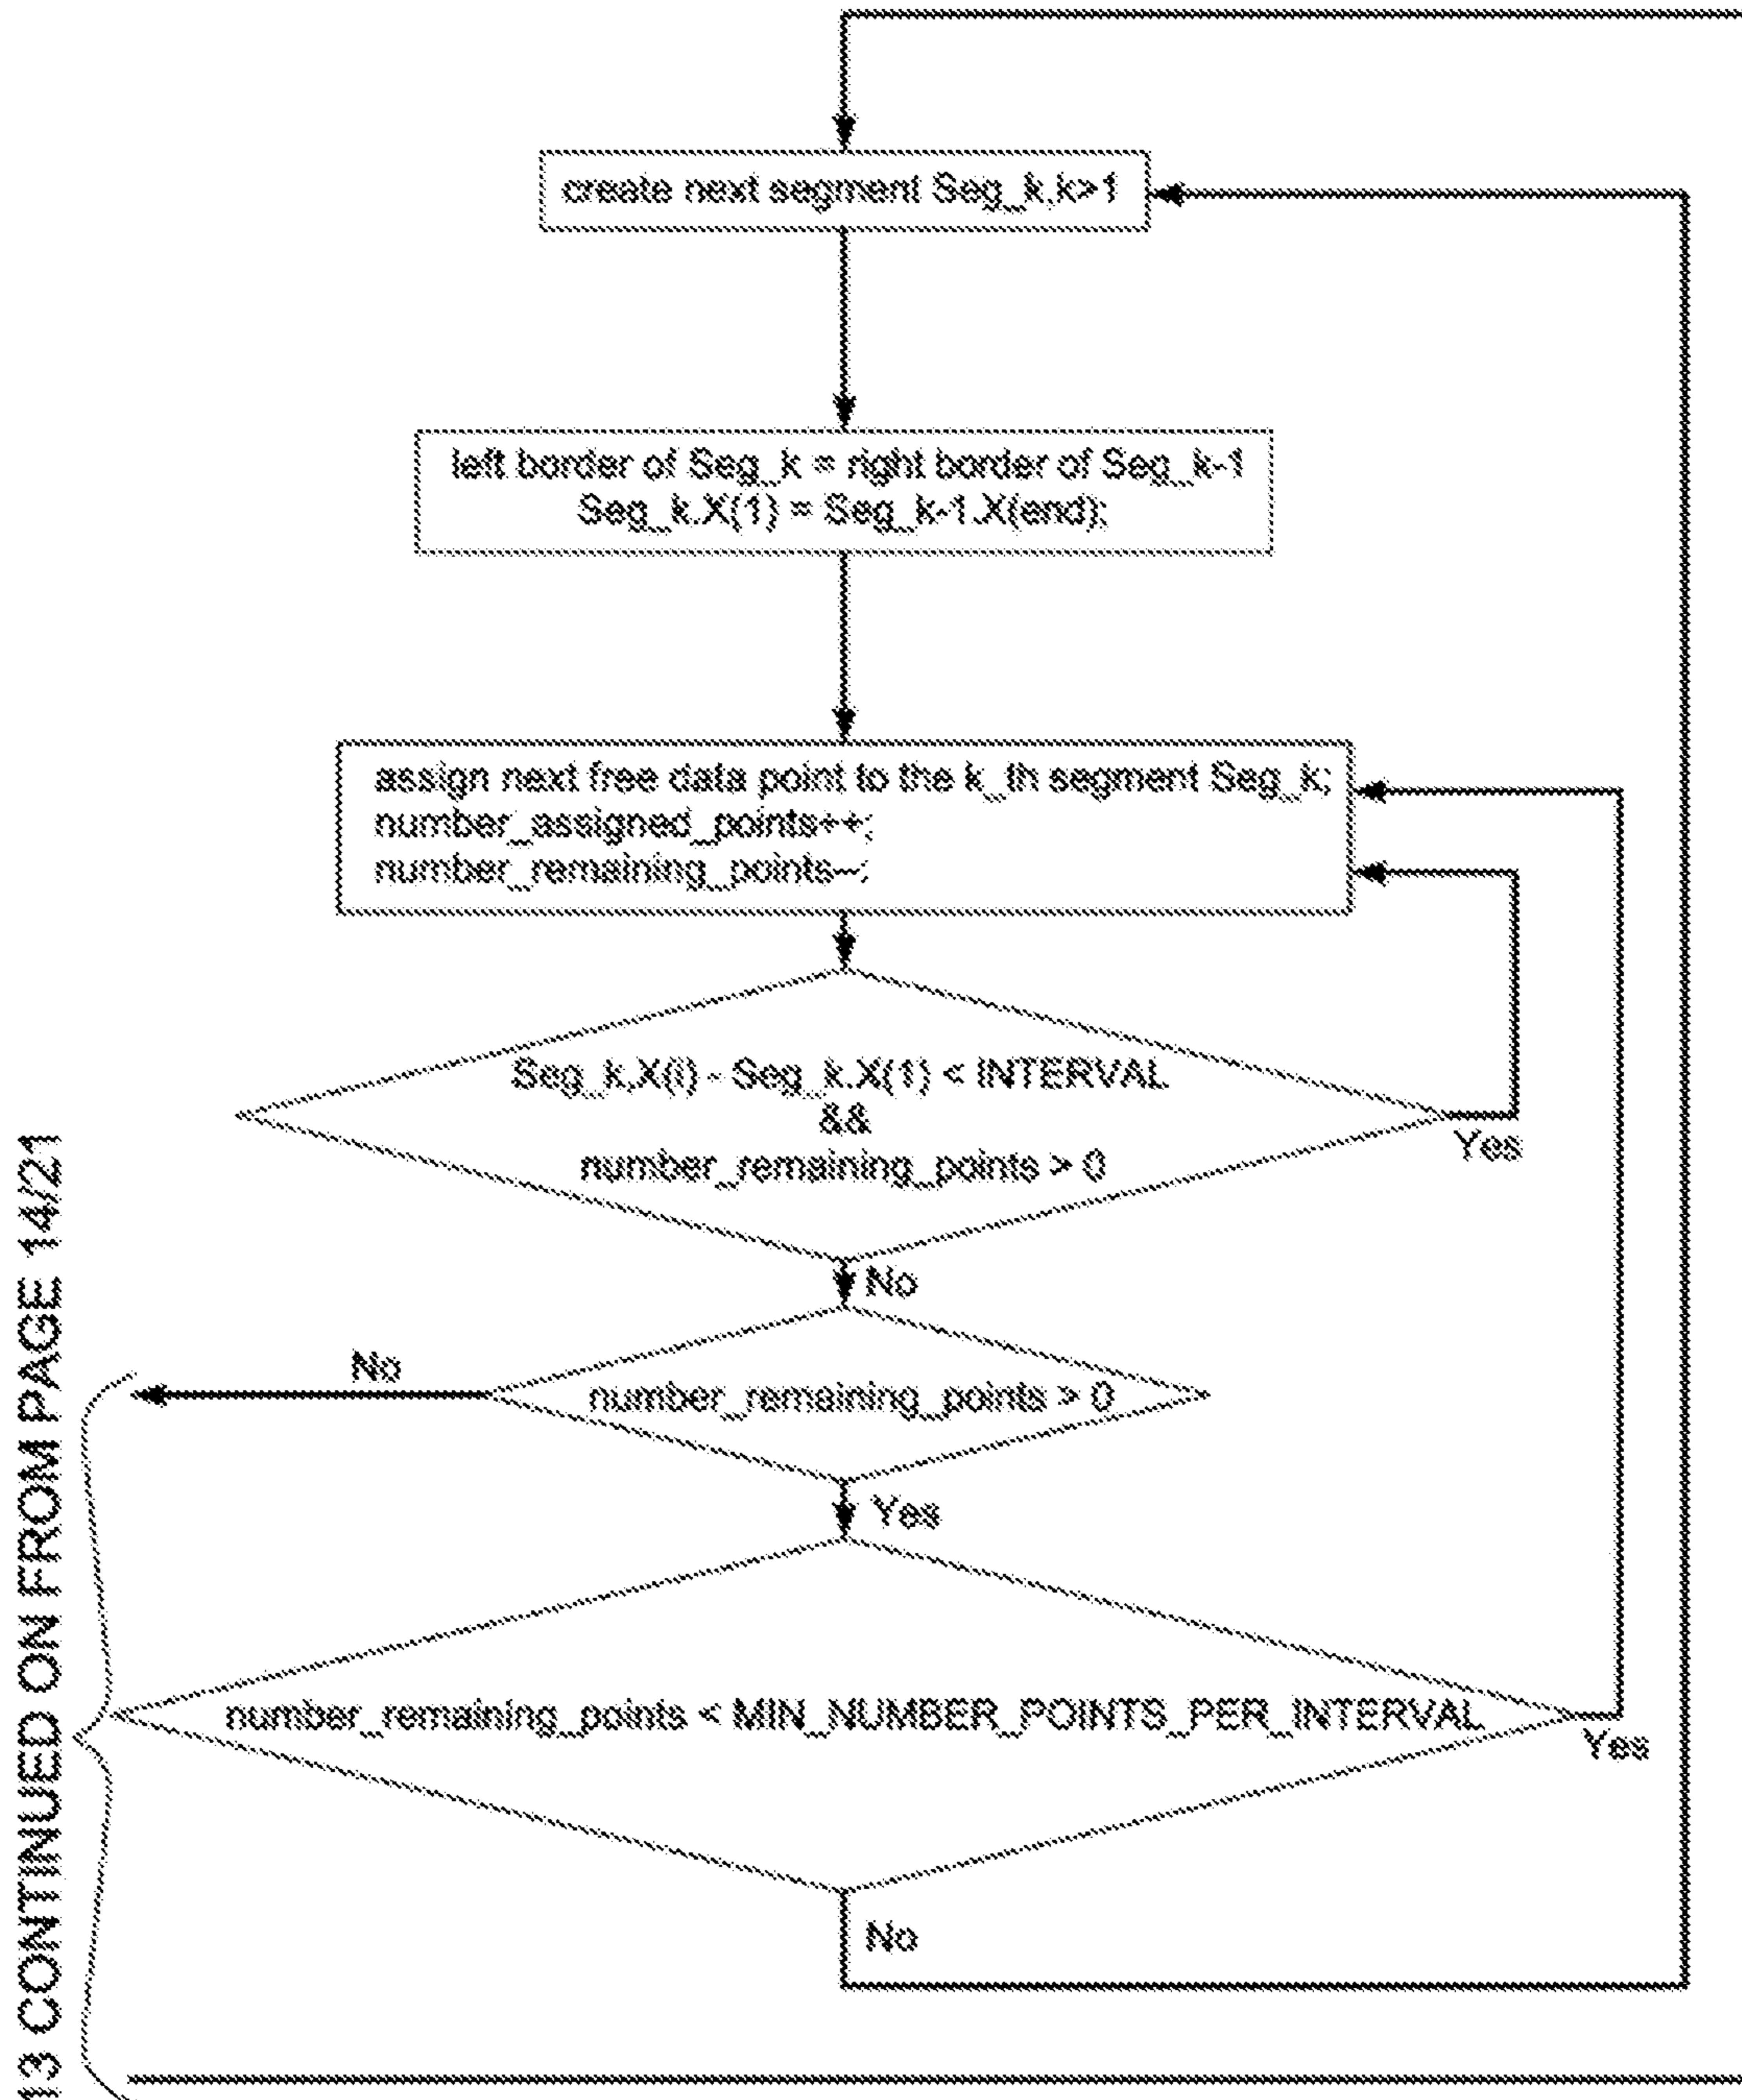 create next segment Seg_k,k>1
left border of Seg_k = right border of Seg_k-1
Seg_k.X(1) = Seg_k-1.X(end);
assign next free data point to the k_th segment Seg_k;
number_assigned_points++;
number_remaining_points--;
Seg_k.X(i) - Seg_k.X(1) < INTERVAL
&&
number_remaining_points > 0
Yes
No
number_remaining_points > 0
No
Yes
number_remaining_points < MIN_NUMBER_POINTS_PER_INTERVAL
Yes
No
13 CONTINUED ON FROM PAGE 14/21